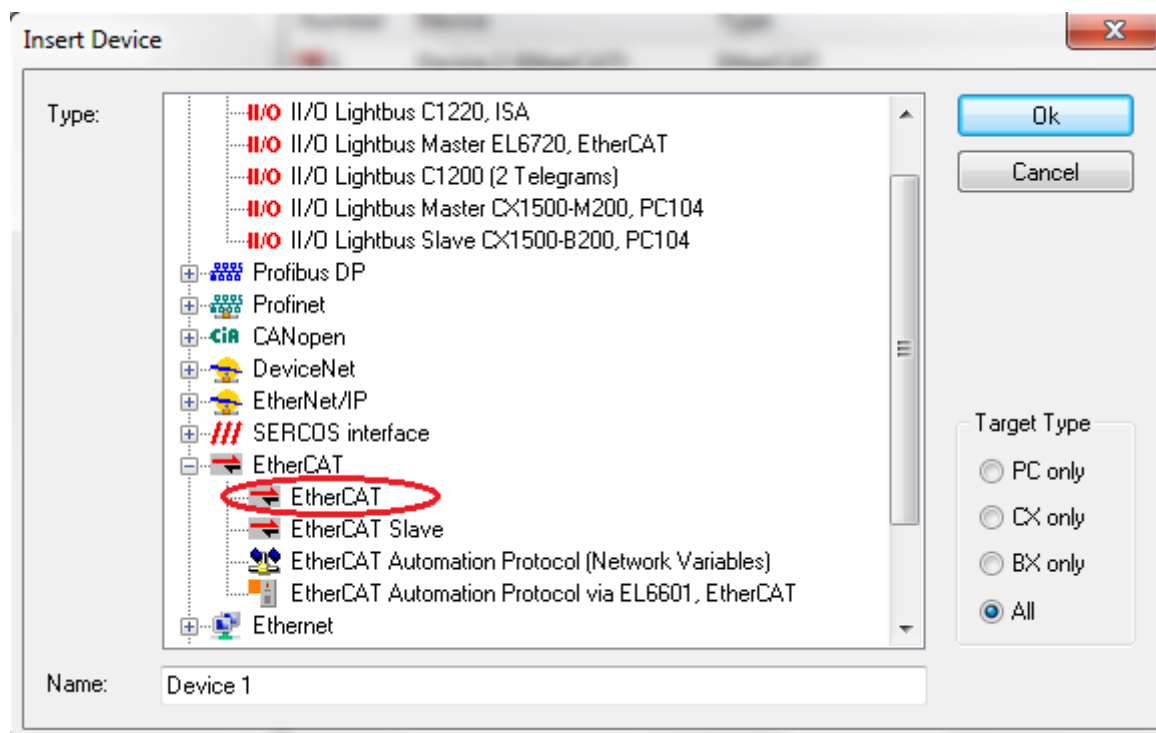 Insert Device
Type:
II/O II/O Lightbus C1220, ISA
II/O II/O Lightbus Master EL6720, EtherCAT
II/O II/O Lightbus C1200 (2 Telegrams)
II/O II/O Lightbus Master CX1500-M200, PC104
II/O II/O Lightbus Slave CX1500-B200, PC104
Profibus DP
Profinet
CiA CANopen
DeviceNet
EtherNet/IP
SERCOS interface
EtherCAT
EtherCAT
EtherCAT Slave
EtherCAT Automation Protocol (Network Variables)
EtherCAT Automation Protocol via EL6601, EtherCAT
Ethernet
Ok
Cancel
Target Type
PC only
CX only
BX only
All
Name: Device 1